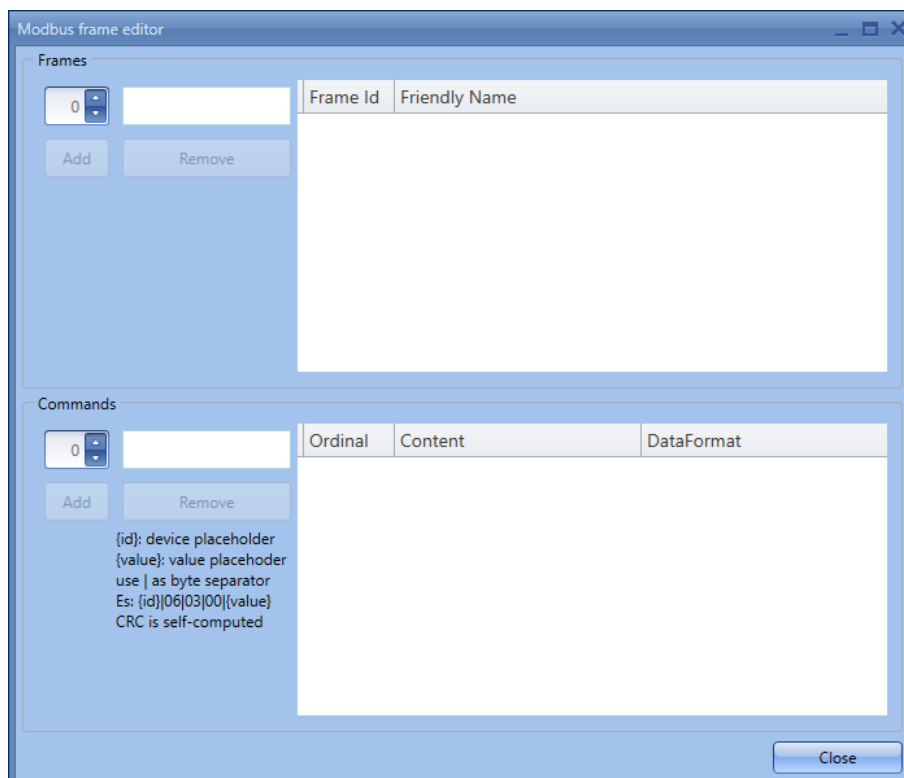 Modbus frame editor
Frames
0
Frame Id Friendly Name
Add Remove
Commands
0
Ordinal Content DataFormat
Add Remove
{id}: device placeholder
{value}: value placehoder
use | as byte separator
Es: {id}|06|03|00|{value}
CRC is self-computed
Close